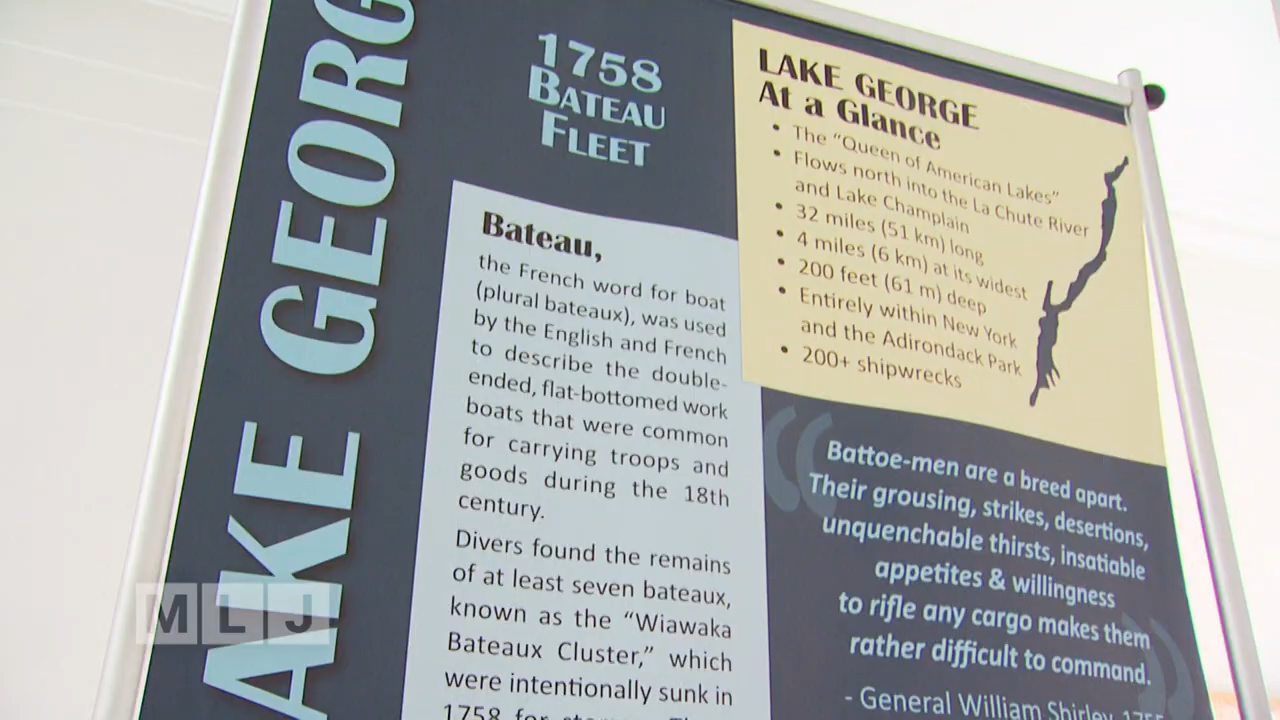 LAKE GEORG
1758
BATEAU
FLEET
Bateau,
the French word for boat
(plural bateaux), was used
by the English and French
to describe the double-
ended, flat-bottomed work
boats that were common
for carrying troops and
goods during the 18th
century.
Divers found the remains
of at least seven bateaux,
known as the “Wiawaka
Bateaux Cluster,” which
were intentionally sunk in
1758 for
LAKE GEORGE
At a Glance
• The “Queen of American Lakes”
• Flows north into the La Chute River
and Lake Champlain
• 32 miles (51 km) long
• 4 miles (6 km) at its widest
• 200 feet (61 m) deep
• Entirely within New York
and the Adirondack Park
• 200+ shipwrecks
“Battoe-men are a breed apart.
Their grousing, strikes, desertions,
unquenchable thirsts, insatiable
appetites & willingness
to rifle any cargo makes them
rather difficult to command.”
- General William Shirley, 1755
MLJ